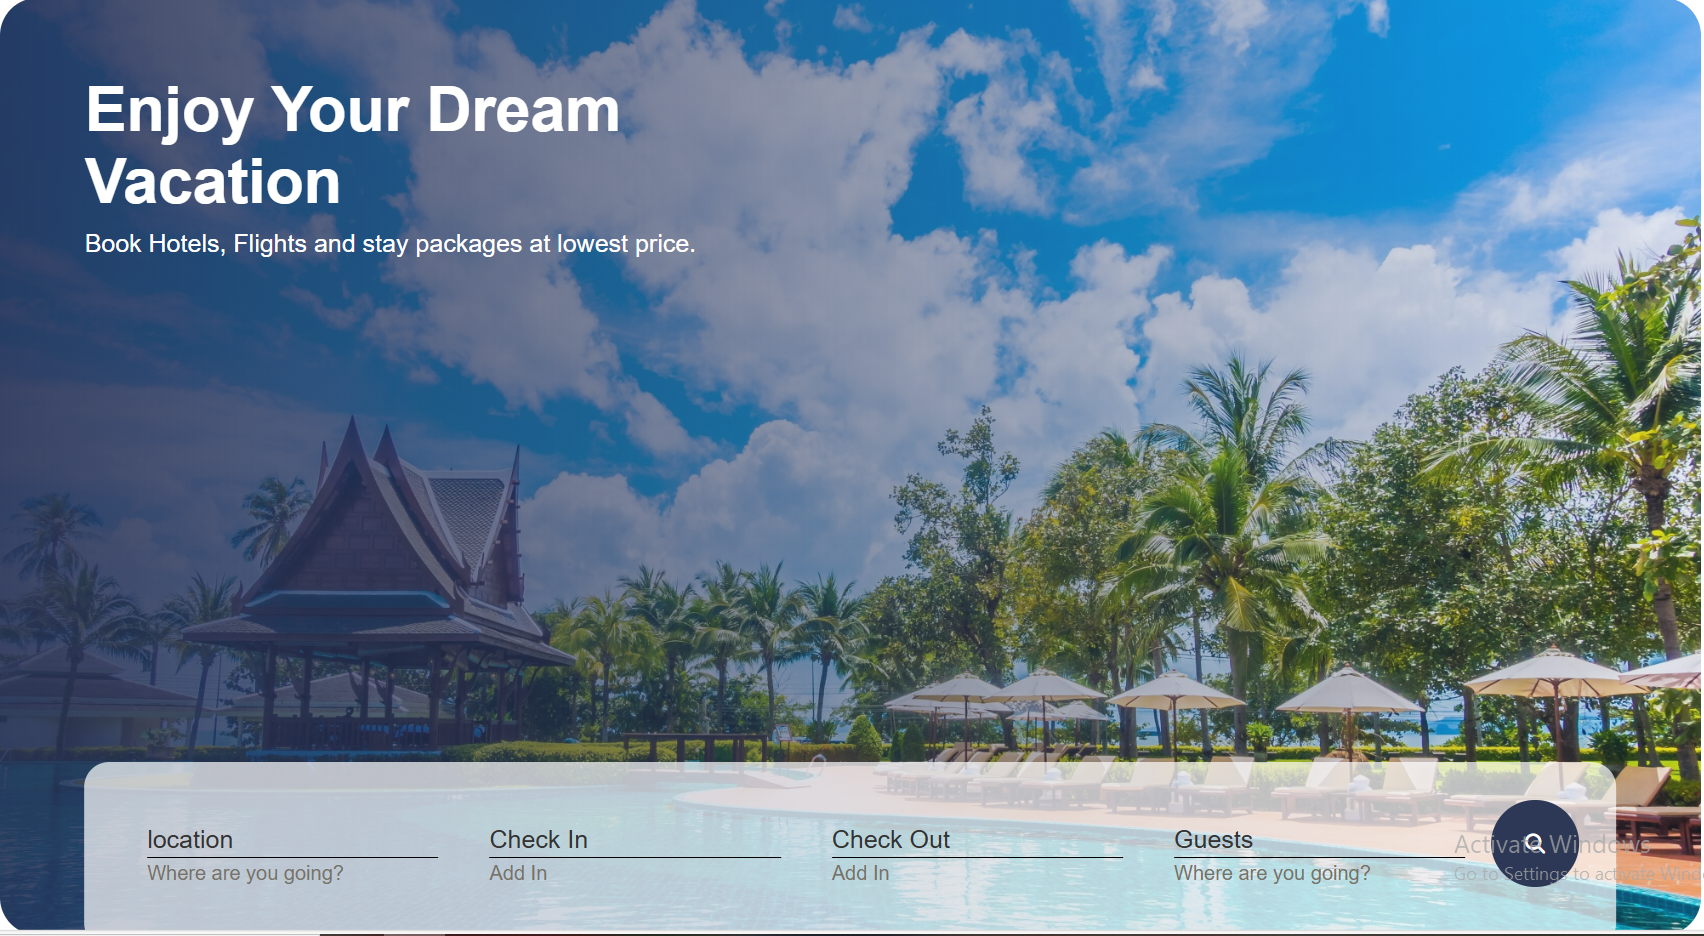 Enjoy Your Dream
Vacation
Book Hotels, Flights and stay packages at lowest price.
location
Check In
Check Out
Guests
Where are you going?
Add In
Add In
Where are you going?
Activate Windows
Go to Settings to activate Wind